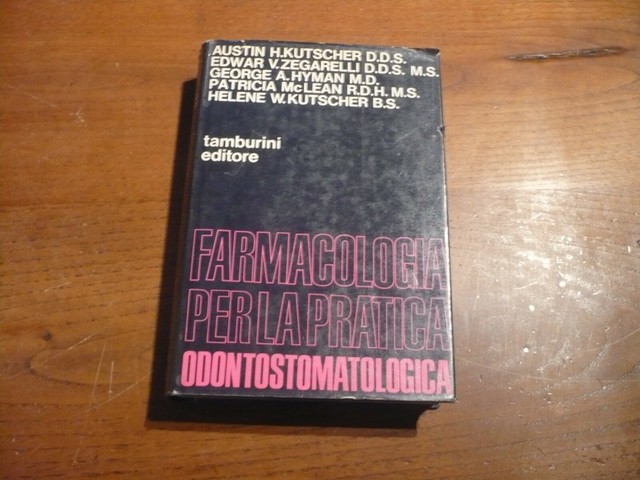 AUSTIN H.KUTSCHER D.D.S.
EDWAR V.ZEGARELLI D.D.S. M.S.
GEORGE A.HYMAN M.D.
PATRICIA McLEAN R.D.H. M.S.
HELENE W.KUTSCHER B.S.
tamburini
editore
FARMACOLOGIA
PER LA PRATICA
ODONTOSTOMATOLOGICA